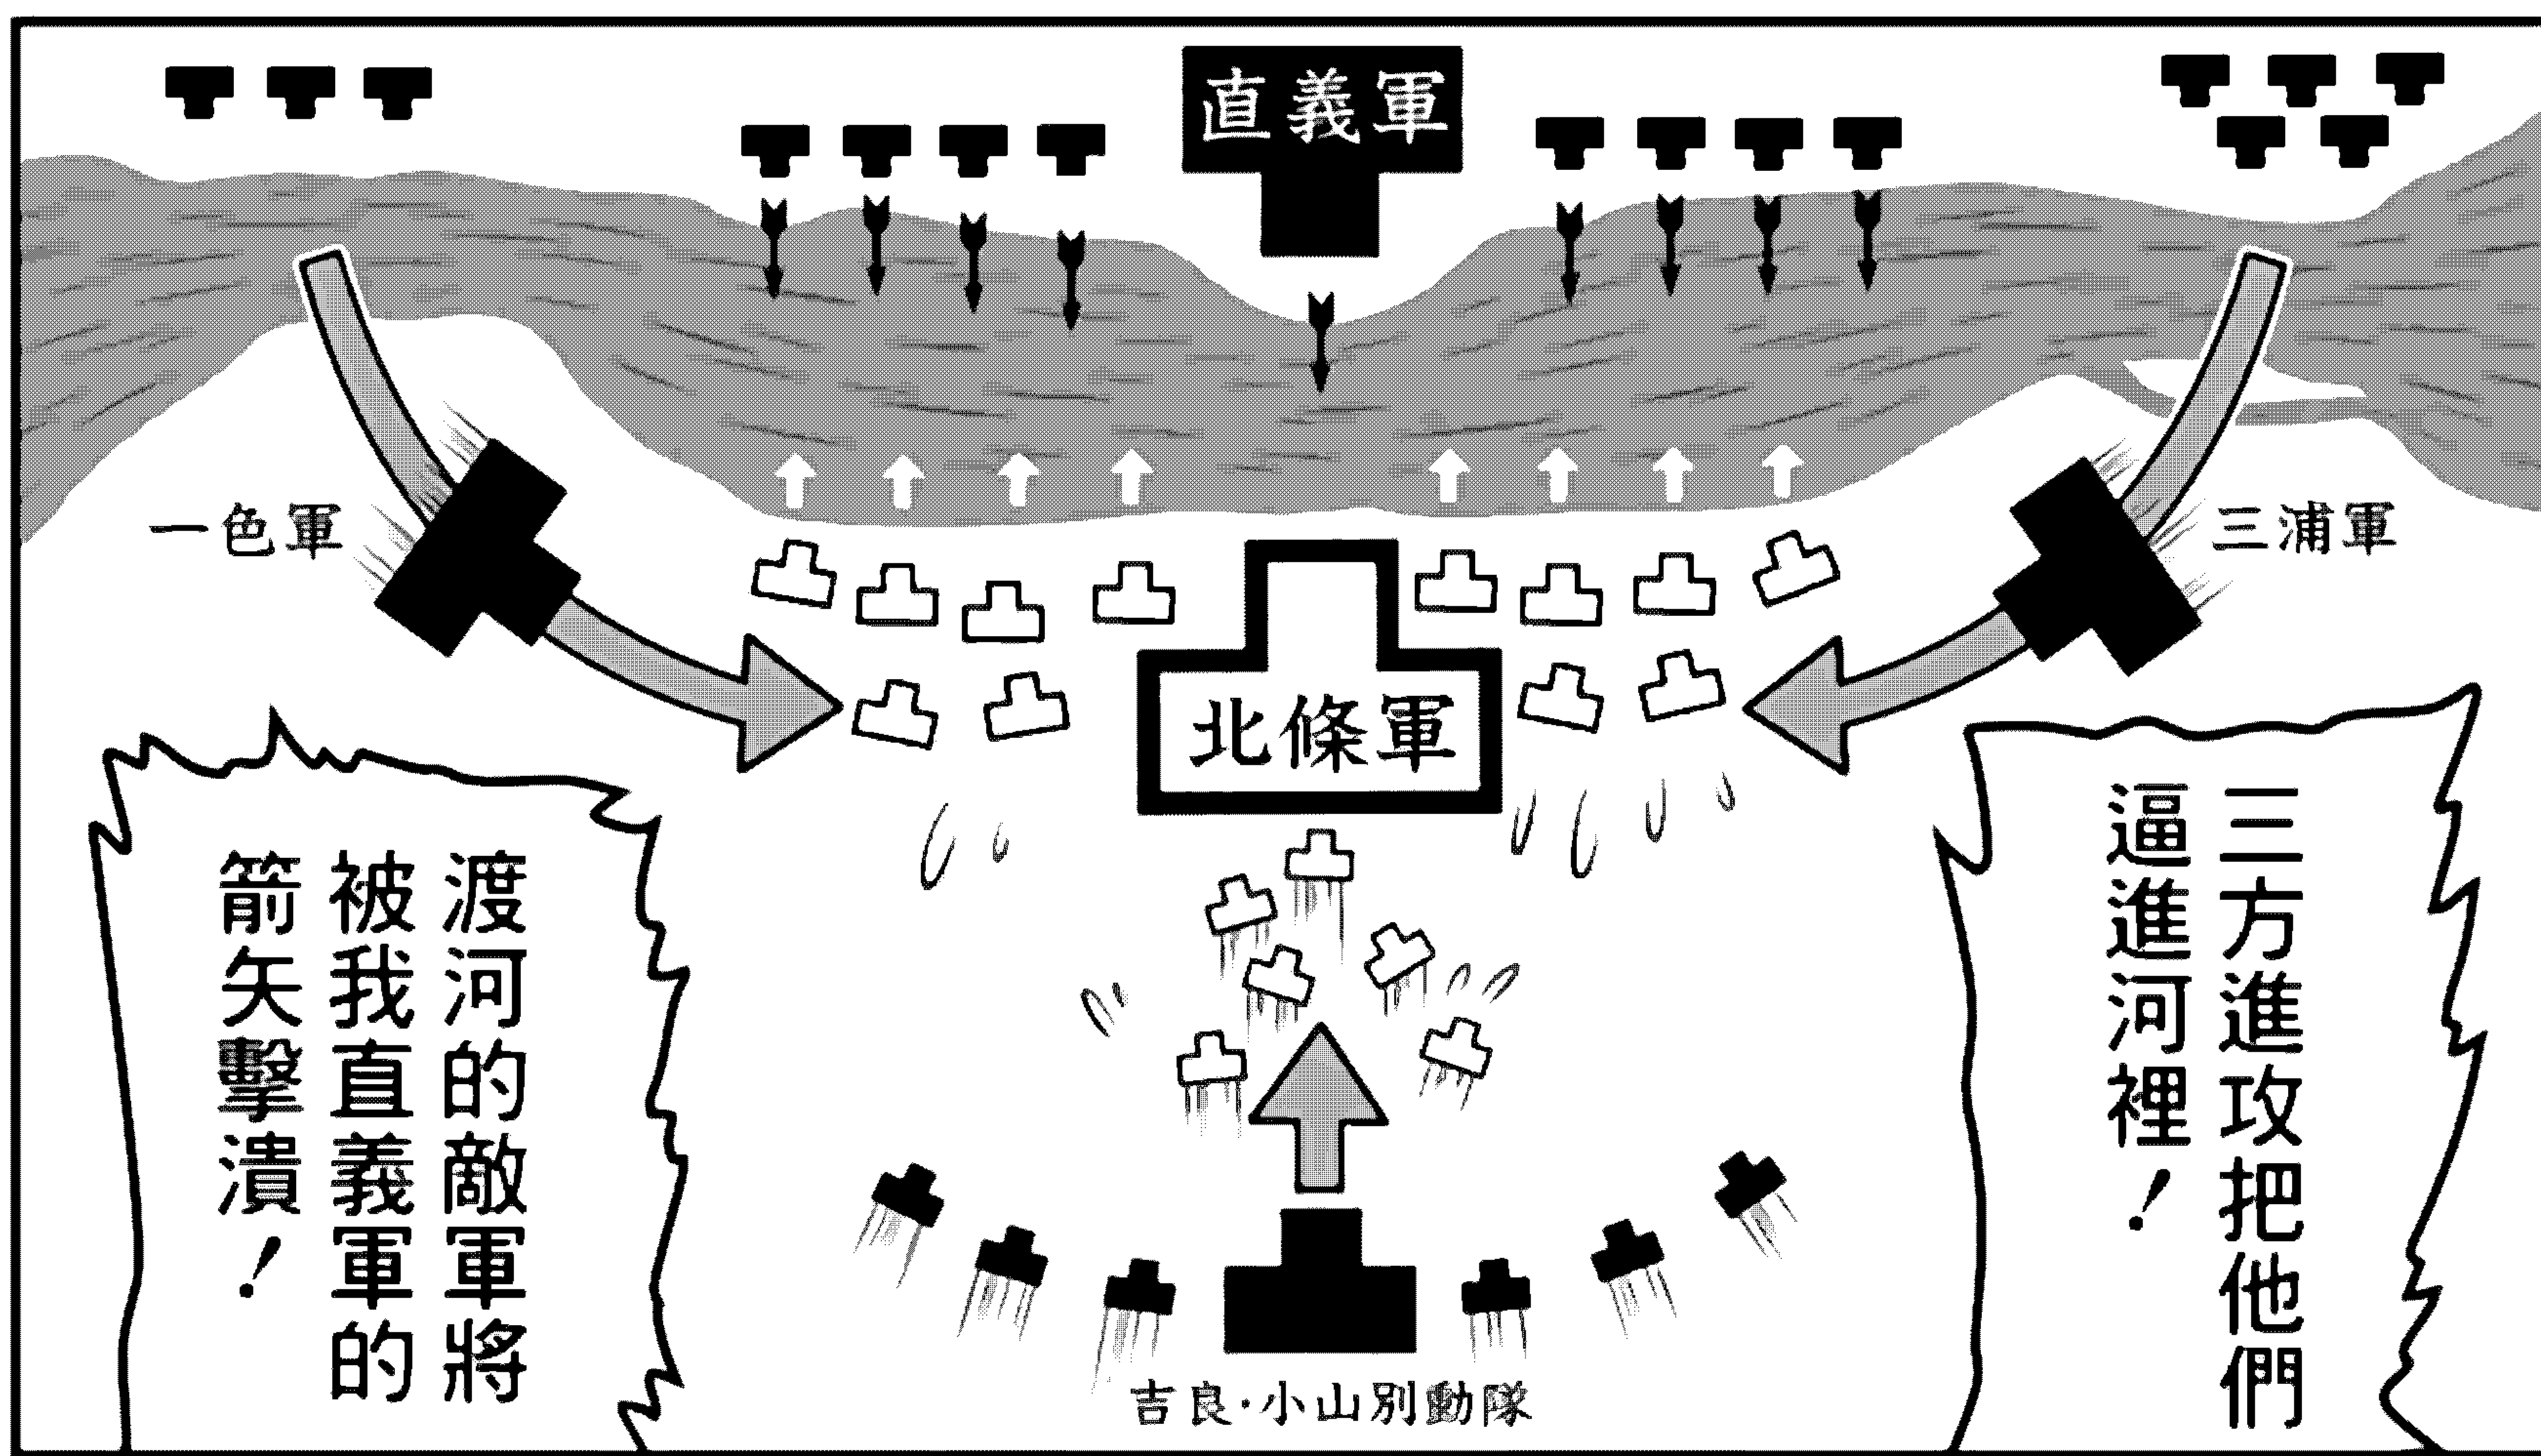 直義軍
一色軍
三浦軍
北條軍
三方進攻把他們
逼進河裡！
渡河的敵軍將
被我直義軍的
箭矢擊潰！
吉良·小山別動隊